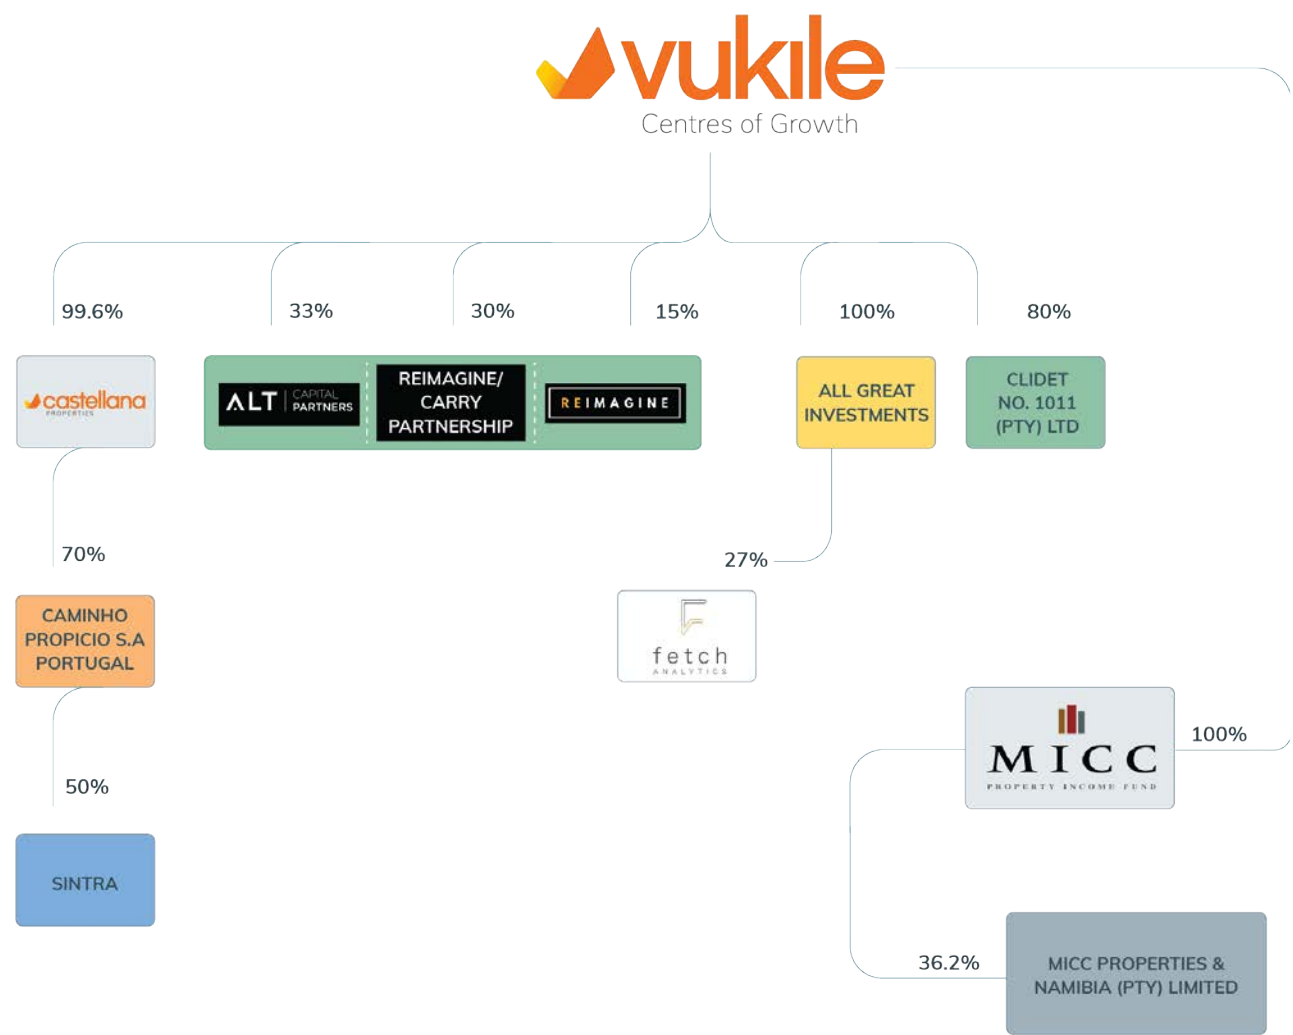 vukile
Centres of Growth
99.6%
33%
30%
15%
100%
80%
castellana
PROPERTIES
ALT
CAPITAL
PARTNERS
REIMAGINE/
CARRY
PARTNERSHIP
REIMAGINE
ALL GREAT
INVESTMENTS
CLIDET
NO. 1011
(PTY) LTD
70%
27%
CAMINHO
PROPICIO S.A
PORTUGAL
fetch
ANALYTICS
50%
MICC
PROPERTY INCOME FUND
100%
SINTRA
36.2%
MICC PROPERTIES &
NAMIBIA (PTY) LIMITED